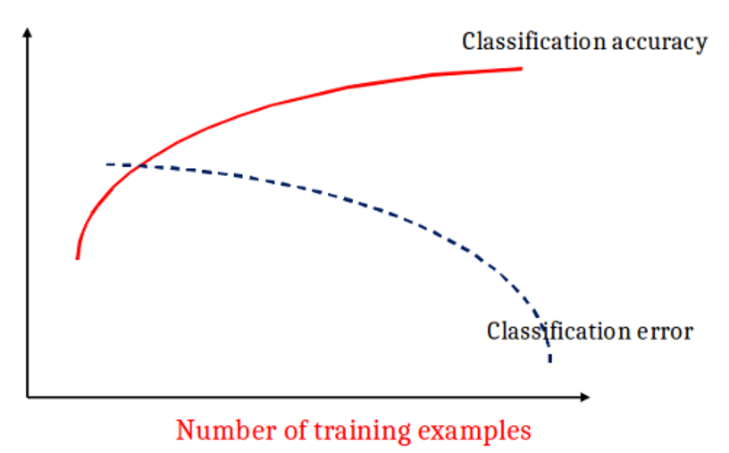 Classification accuracy
Classification error
Number of training examples